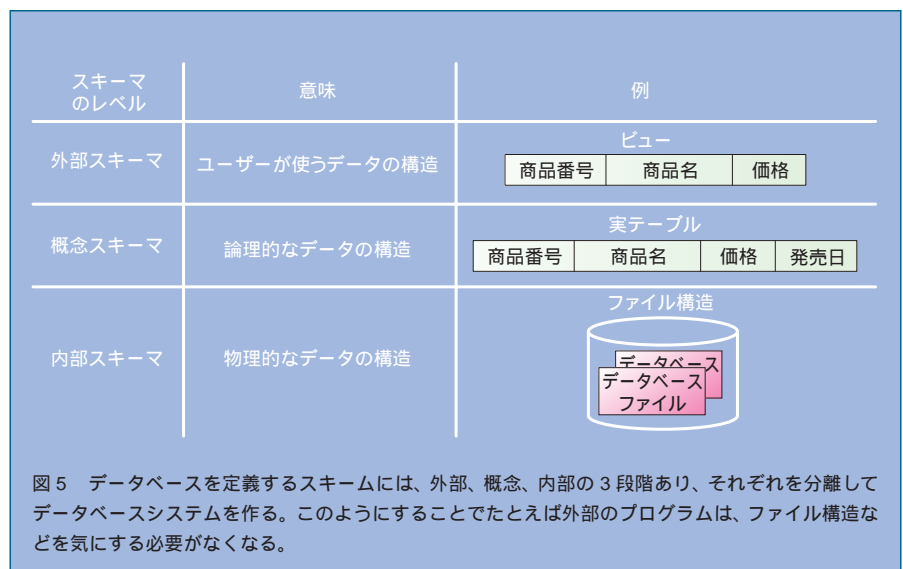 スキーマ
のレベル
意味
例
外部スキーマ
ユーザーが使うデータの構造
ビュー
商品番号 商品名 価格
概念スキーマ
論理的なデータの構造
実テーブル
商品番号 商品名 価格 発売日
内部スキーマ
物理的なデータの構造
ファイル構造
データベース
データベース
ファイル
図5 データベースを定義するスキームには、外部、概念、内部の3段階あり、それぞれを分離して
データベースシステムを作る。このようにすることでたとえば外部のプログラムは、ファイル構造な
どを気にする必要がなくなる。